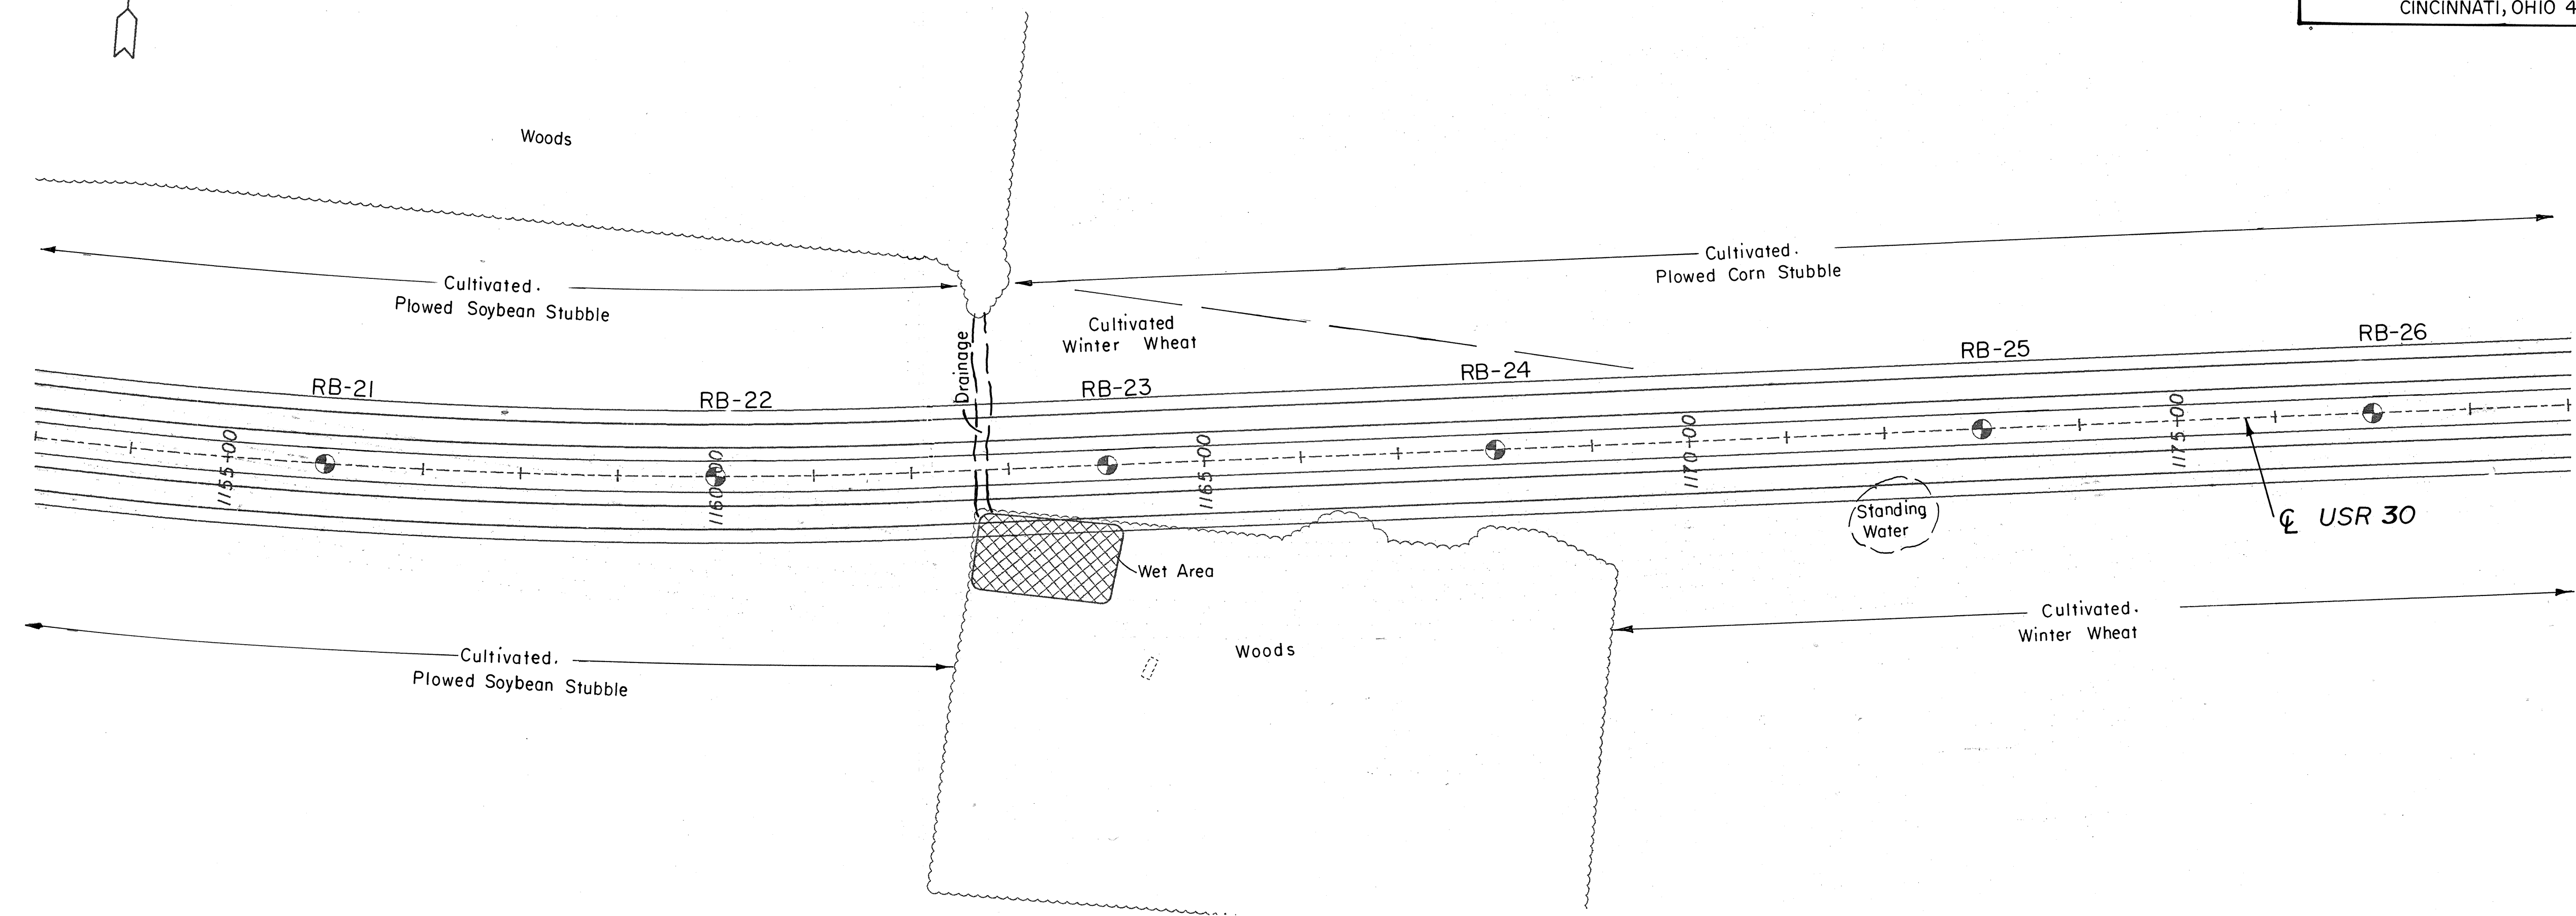 CINCINNATI, OHIO 4
Woods
Cultivated.
Plowed Soybean Stubble
Cultivated.
Plowed Corn Stubble
Cultivated
Winter Wheat
Drainage
RB-21
RB-22
RB-23
RB-24
RB-25
RB-26
1155+00
1160+00
1165+00
1170+00
1175+00
Standing
Water
℄ USR 30
Wet Area
Woods
Cultivated.
Winter Wheat
Cultivated.
Plowed Soybean Stubble